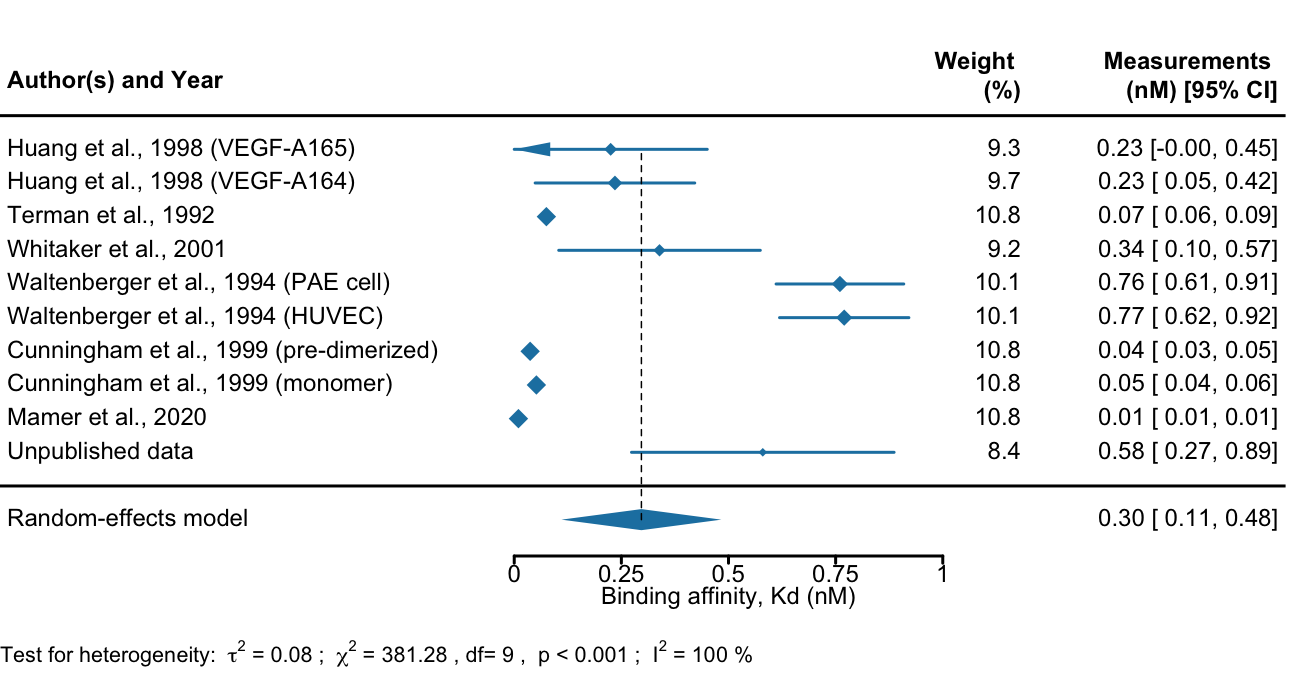 Author(s) and Year Weight (%) Measurements (nM) [95% CI]
Huang et al., 1998 (VEGF-A165) 9.3 0.23 [-0.00, 0.45]
Huang et al., 1998 (VEGF-A164) 9.7 0.23 [ 0.05, 0.42]
Terman et al., 1992 10.8 0.07 [ 0.06, 0.09]
Whitaker et al., 2001 9.2 0.34 [ 0.10, 0.57]
Waltenberger et al., 1994 (PAE cell) 10.1 0.76 [ 0.61, 0.91]
Waltenberger et al., 1994 (HUVEC) 10.1 0.77 [ 0.62, 0.92]
Cunningham et al., 1999 (pre-dimerized) 10.8 0.04 [ 0.03, 0.05]
Cunningham et al., 1999 (monomer) 10.8 0.05 [ 0.04, 0.06]
Mamer et al., 2020 10.8 0.01 [ 0.01, 0.01]
Unpublished data 8.4 0.58 [ 0.27, 0.89]
Random-effects model 0.30 [ 0.11, 0.48]
0 0.25 0.5 0.75 1
Binding affinity, Kd (nM)
Test for heterogeneity: τ² = 0.08 ; χ² = 381.28 , df= 9 , p < 0.001 ; I² = 100 %